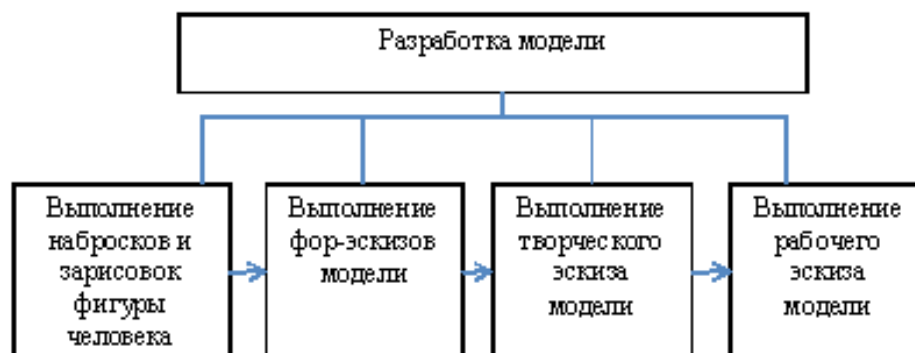 Разработка модели
Выполнение
набросков и
зарисовок
фигуры
человека
Выполнение
фор-эскизов
модели
Выполнение
творческого
эскиза
модели
Выполнение
рабочего
эскиза
модели